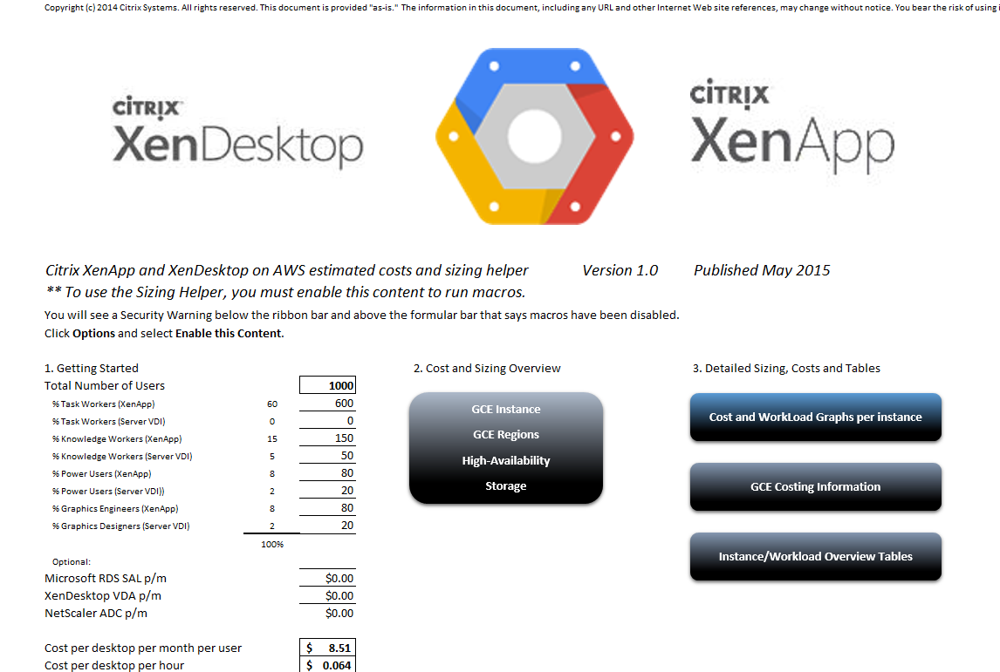 Copyright (c) 2014 Citrix Systems. All rights reserved. This document is provided "as-is." The information in this document, including any URL and other Internet Web site references, may change without notice. You bear the risk of using
CITRIX
XenDesktop
CITRIX
XenApp
Citrix XenApp and XenDesktop on AWS estimated costs and sizing helper Version 1.0 Published May 2015
** To use the Sizing Helper, you must enable this content to run macros.
You will see a Security Warning below the ribbon bar and above the formular bar that says macros have been disabled.
Click Options and select Enable this Content.
1. Getting Started
Total Number of Users 1000
% Task Workers (XenApp) 60 600
% Task Workers (Server VDI) 0 0
% Knowledge Workers (XenApp) 15 150
% Knowledge Workers (Server VDI) 5 50
% Power Users (XenApp) 8 80
% Power Users (Server VDI)) 2 20
% Graphics Engineers (XenApp) 8 80
% Graphics Designers (Server VDI) 2 20
100%
Optional:
Microsoft RDS SAL p/m $0.00
XenDesktop VDA p/m $0.00
NetScaler ADC p/m $0.00
Cost per desktop per month per user $ 8.51
Cost per desktop per hour $ 0.064
2. Cost and Sizing Overview
GCE Instance
GCE Regions
High-Availability
Storage
3. Detailed Sizing, Costs and Tables
Cost and WorkLoad Graphs per instance
GCE Costing Information
Instance/Workload Overview Tables